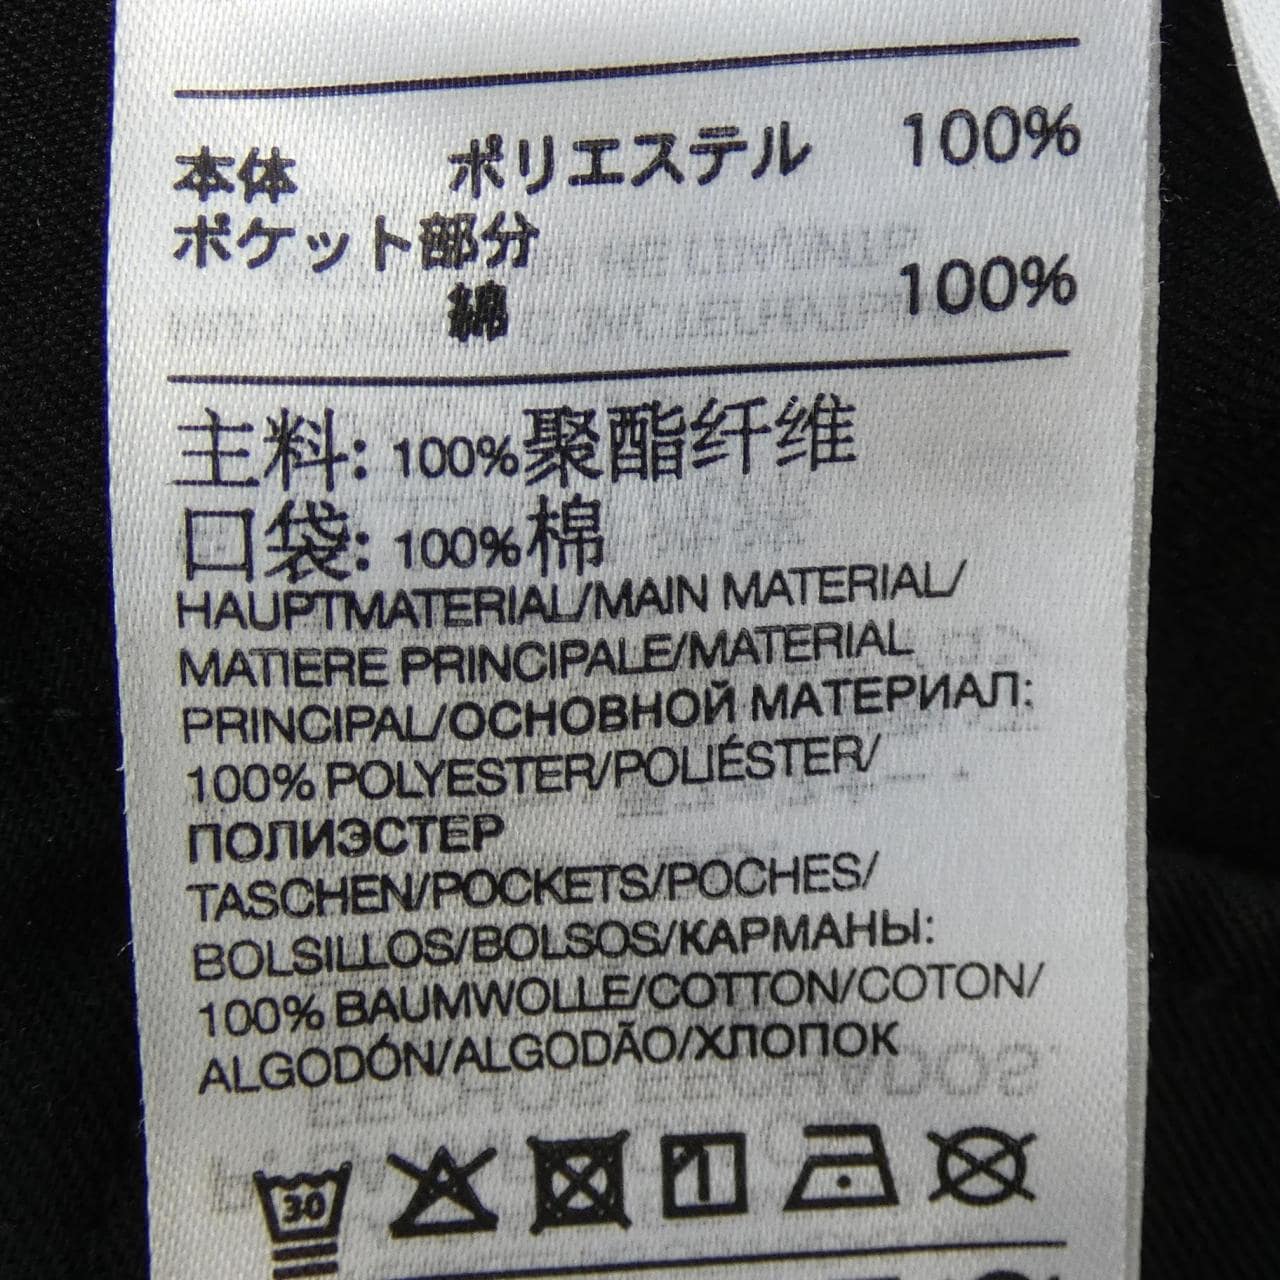 本体 ポリエステル 100%
ポケット部分
綿 100%
主料: 100%聚酯纤维
口袋: 100%棉
HAUPTMATERIAL/MAIN MATERIAL/
MATIERE PRINCIPALE/MATERIAL
PRINCIPAL/ОСНОВНОЙ МАТЕРИАЛ:
100% POLYESTER/POLIÉSTER/
ПОЛИЭСТЕР
TASCHEN/POCKETS/POCHES/
BOLSILLOS/BOLSOS/КАРМАНЫ:
100% BAUMWOLLE/COTTON/COTON/
ALGODÓN/ALGODÃO/ХЛОПОК
30